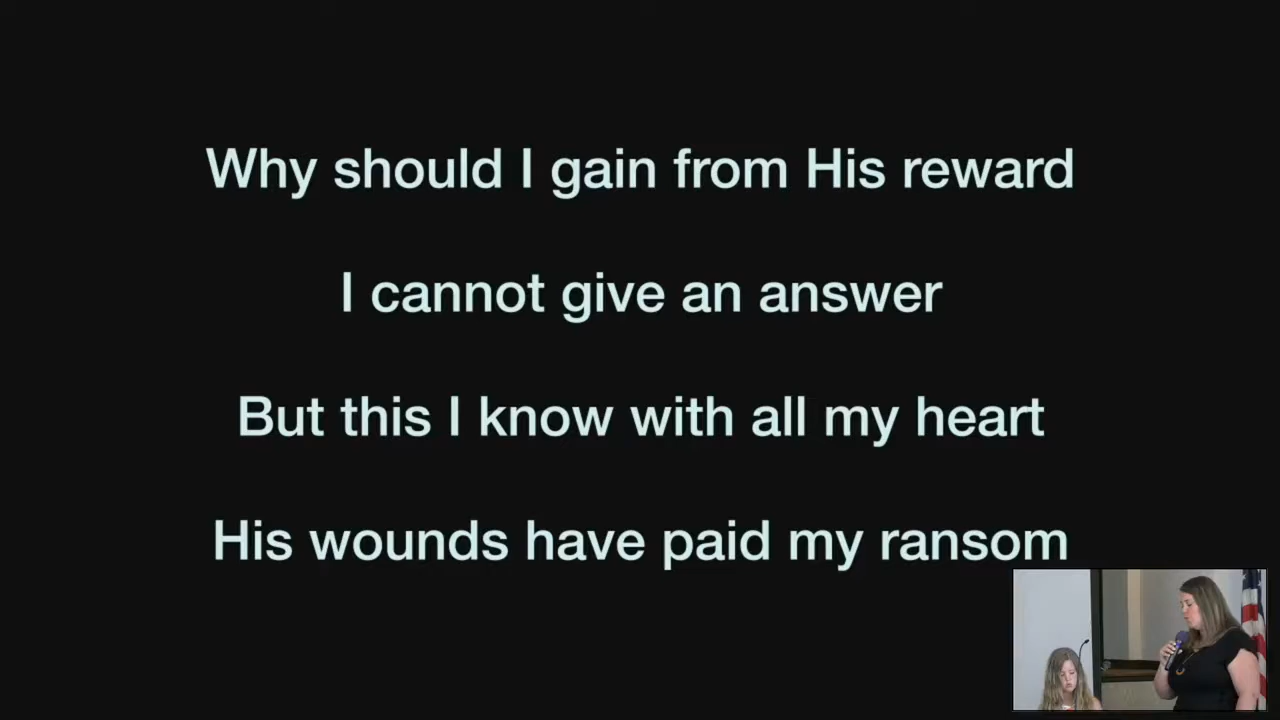 Why should I gain from His reward
I cannot give an answer
But this I know with all my heart
His wounds have paid my ransom